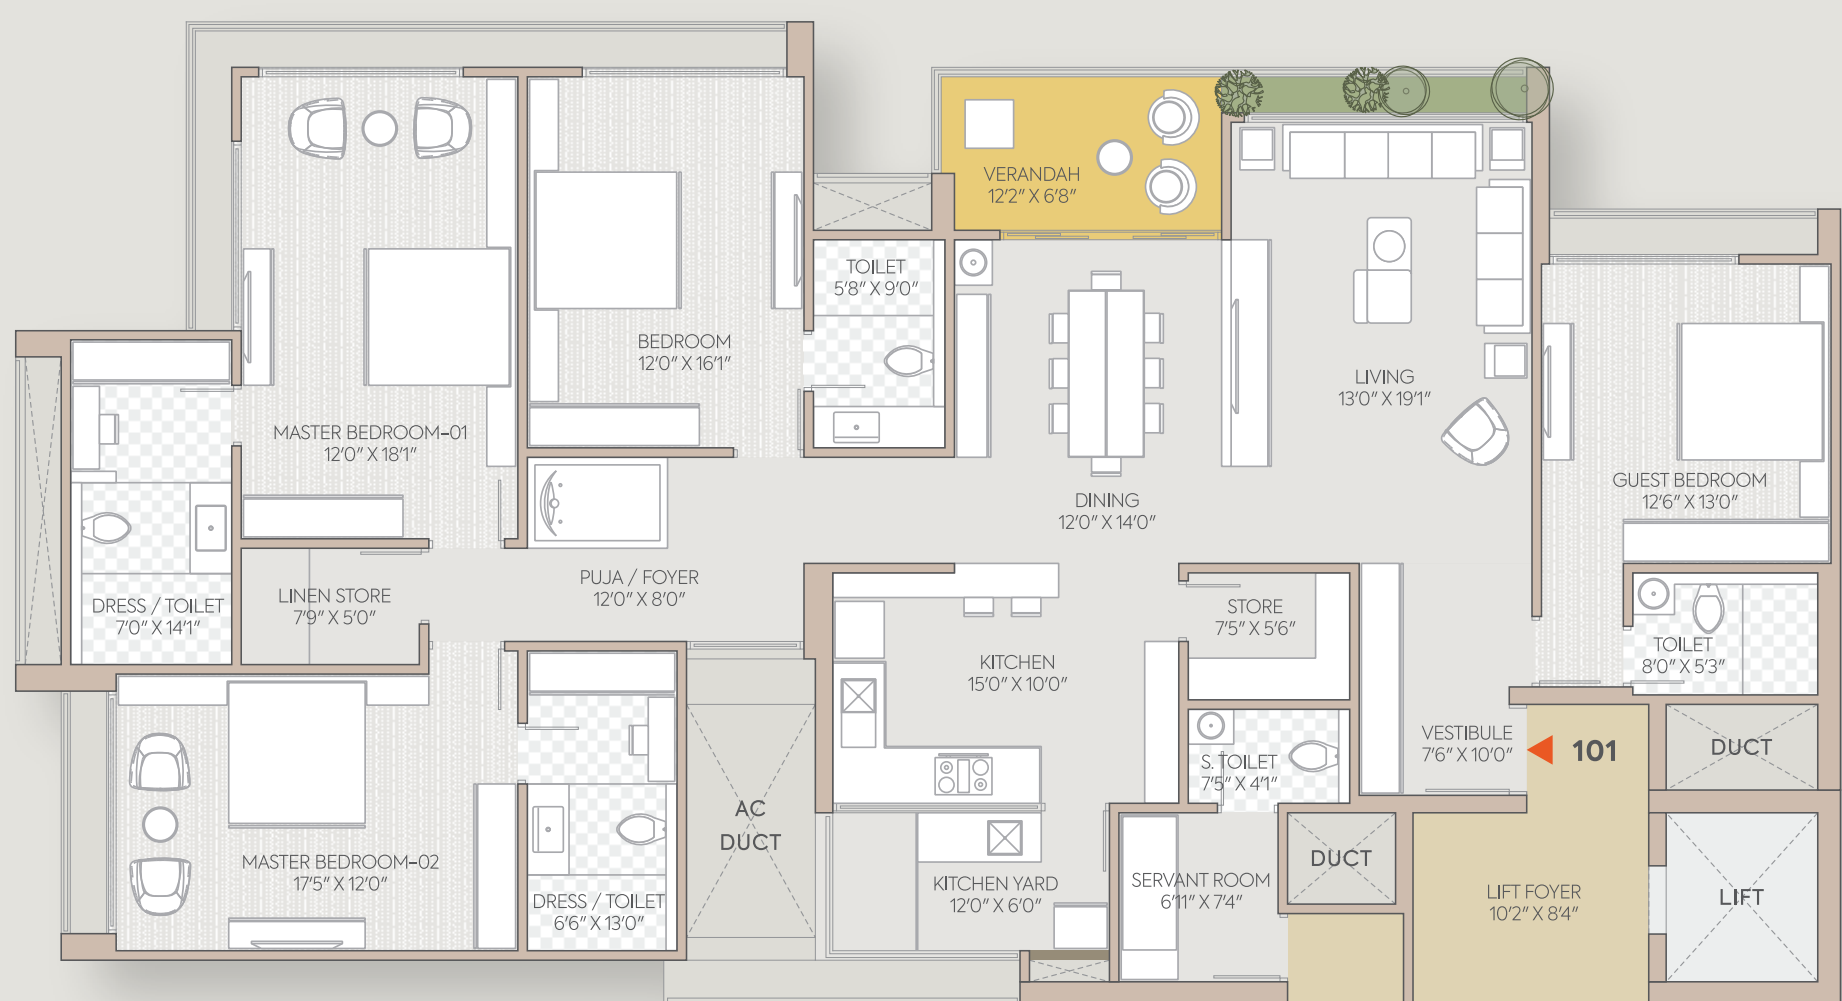 VERANDAH
12'2" X 6'8"
TOILET
5'8" X 9'0"
BEDROOM
12'0" X 16'1"
LIVING
13'0" X 19'1"
MASTER BEDROOM-01
12'0" X 18'1"
GUEST BEDROOM
12'6" X 13'0"
DINING
12'0" X 14'0"
PUJA / FOYER
12'0" X 8'0"
LINEN STORE
7'9" X 5'0"
DRESS / TOILET
7'0" X 14'1"
STORE
7'5" X 5'6"
TOILET
8'0" X 5'3"
KITCHEN
15'0" X 10'0"
VESTIBULE
7'6" X 10'0"
101
DUCT
S. TOILET
7'5" X 4'1"
AC
DUCT
MASTER BEDROOM-02
17'5" X 12'0"
DUCT
KITCHEN YARD
12'0" X 6'0"
SERVANT ROOM
6'11" X 7'4"
LIFT FOYER
10'2" X 8'4"
LIFT
DRESS / TOILET
6'6" X 13'0"